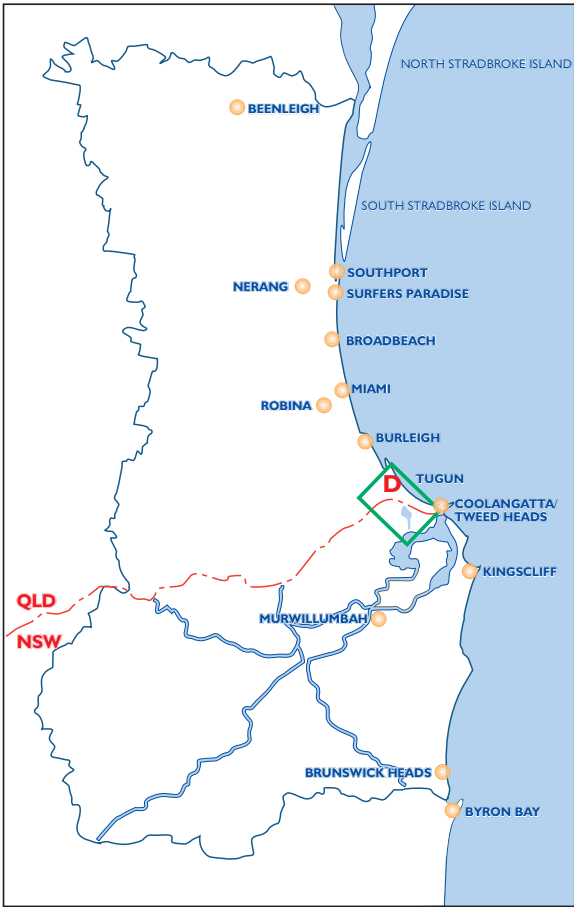 NORTH STRADBROKE ISLAND
BEENLEIGH
SOUTH STRADBROKE ISLAND
SOUTHPORT
NERANG
SURFERS PARADISE
BROADBEACH
MIAMI
ROBINA
BURLEIGH
TUGUN
D
COOLANGATTA/
TWEED HEADS
KINGSCLIFF
QLD
MURWILLUMBAH
NSW
BRUNSWICK HEADS
BYRON BAY